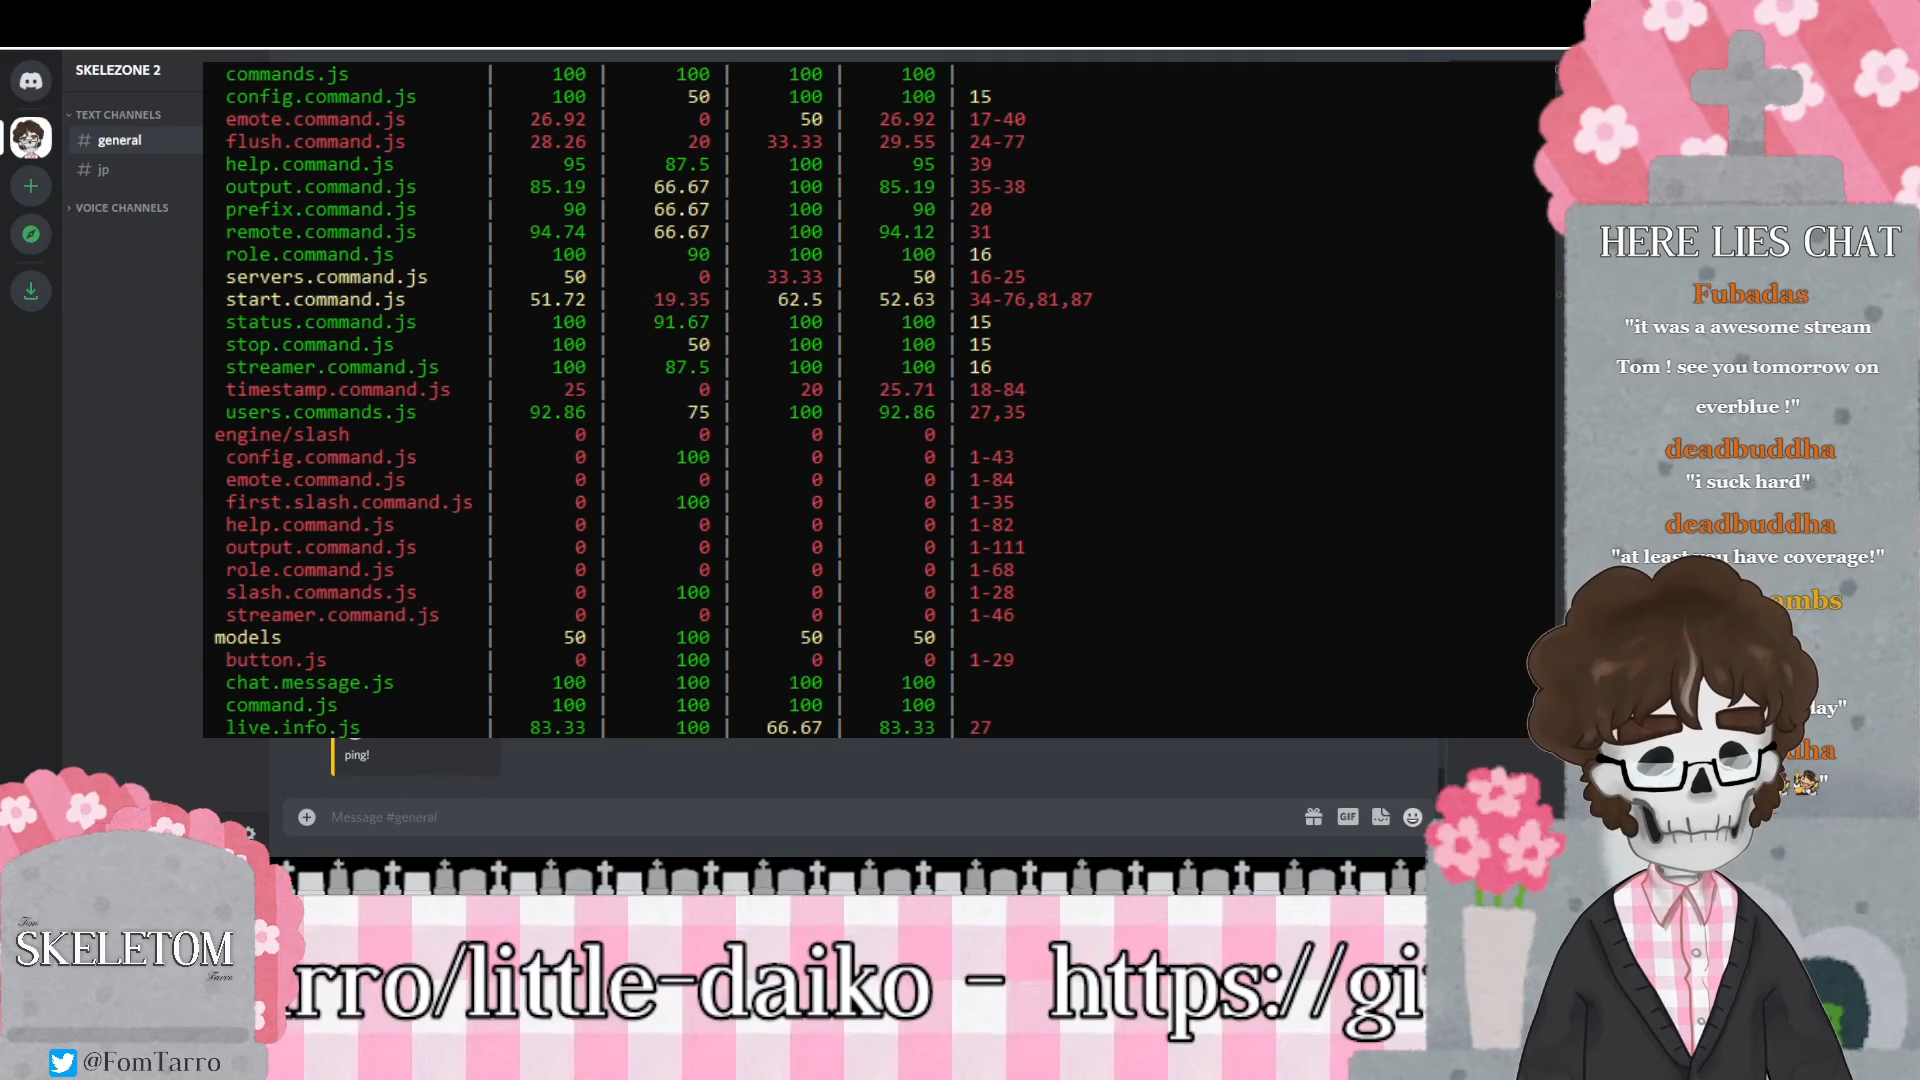 SKELEZONE 2
TEXT CHANNELS
# general
# jp
VOICE CHANNELS
commands.js | 100 | 100 | 100 | 100 |
config.command.js | 100 | 50 | 100 | 100 | 15
emote.command.js | 26.92 | 0 | 50 | 26.92 | 17-40
flush.command.js | 28.26 | 20 | 33.33 | 29.55 | 24-77
help.command.js | 95 | 87.5 | 100 | 95 | 39
output.command.js | 85.19 | 66.67 | 100 | 85.19 | 35-38
prefix.command.js | 90 | 66.67 | 100 | 90 | 20
remote.command.js | 94.74 | 66.67 | 100 | 94.12 | 31
role.command.js | 100 | 90 | 100 | 100 | 16
servers.command.js | 50 | 0 | 33.33 | 50 | 16-25
start.command.js | 51.72 | 19.35 | 62.5 | 52.63 | 34-76,81,87
status.command.js | 100 | 91.67 | 100 | 100 | 15
stop.command.js | 100 | 50 | 100 | 100 | 15
streamer.command.js | 100 | 87.5 | 100 | 100 | 16
timestamp.command.js | 25 | 0 | 20 | 25.71 | 18-84
users.commands.js | 92.86 | 75 | 100 | 92.86 | 27,35
engine/slash | 0 | 0 | 0 | 0 |
config.command.js | 0 | 100 | 0 | 0 | 1-43
emote.command.js | 0 | 0 | 0 | 0 | 1-84
first.slash.command.js | 0 | 100 | 0 | 0 | 1-35
help.command.js | 0 | 0 | 0 | 0 | 1-82
output.command.js | 0 | 0 | 0 | 0 | 1-111
role.command.js | 0 | 0 | 0 | 0 | 1-68
slash.commands.js | 0 | 100 | 0 | 0 | 1-28
streamer.command.js | 0 | 0 | 0 | 0 | 1-46
models | 50 | 100 | 50 | 50 |
button.js | 0 | 100 | 0 | 0 | 1-29
chat.message.js | 100 | 100 | 100 | 100 |
command.js | 100 | 100 | 100 | 100 |
live.info.js | 83.33 | 100 | 66.67 | 83.33 | 27
ping!
Message #general
GIF
HERE LIES CHAT
Fubadas
"it was a awesome stream
Tom ! see you tomorrow on
everblue !"
deadbuddha
"i suck hard"
deadbuddha
"at least you have coverage!"
ombs
ay"
ha
"
Fom
SKELETOM
Tarro
@FomTarro
rro/little-daiko - https://gi